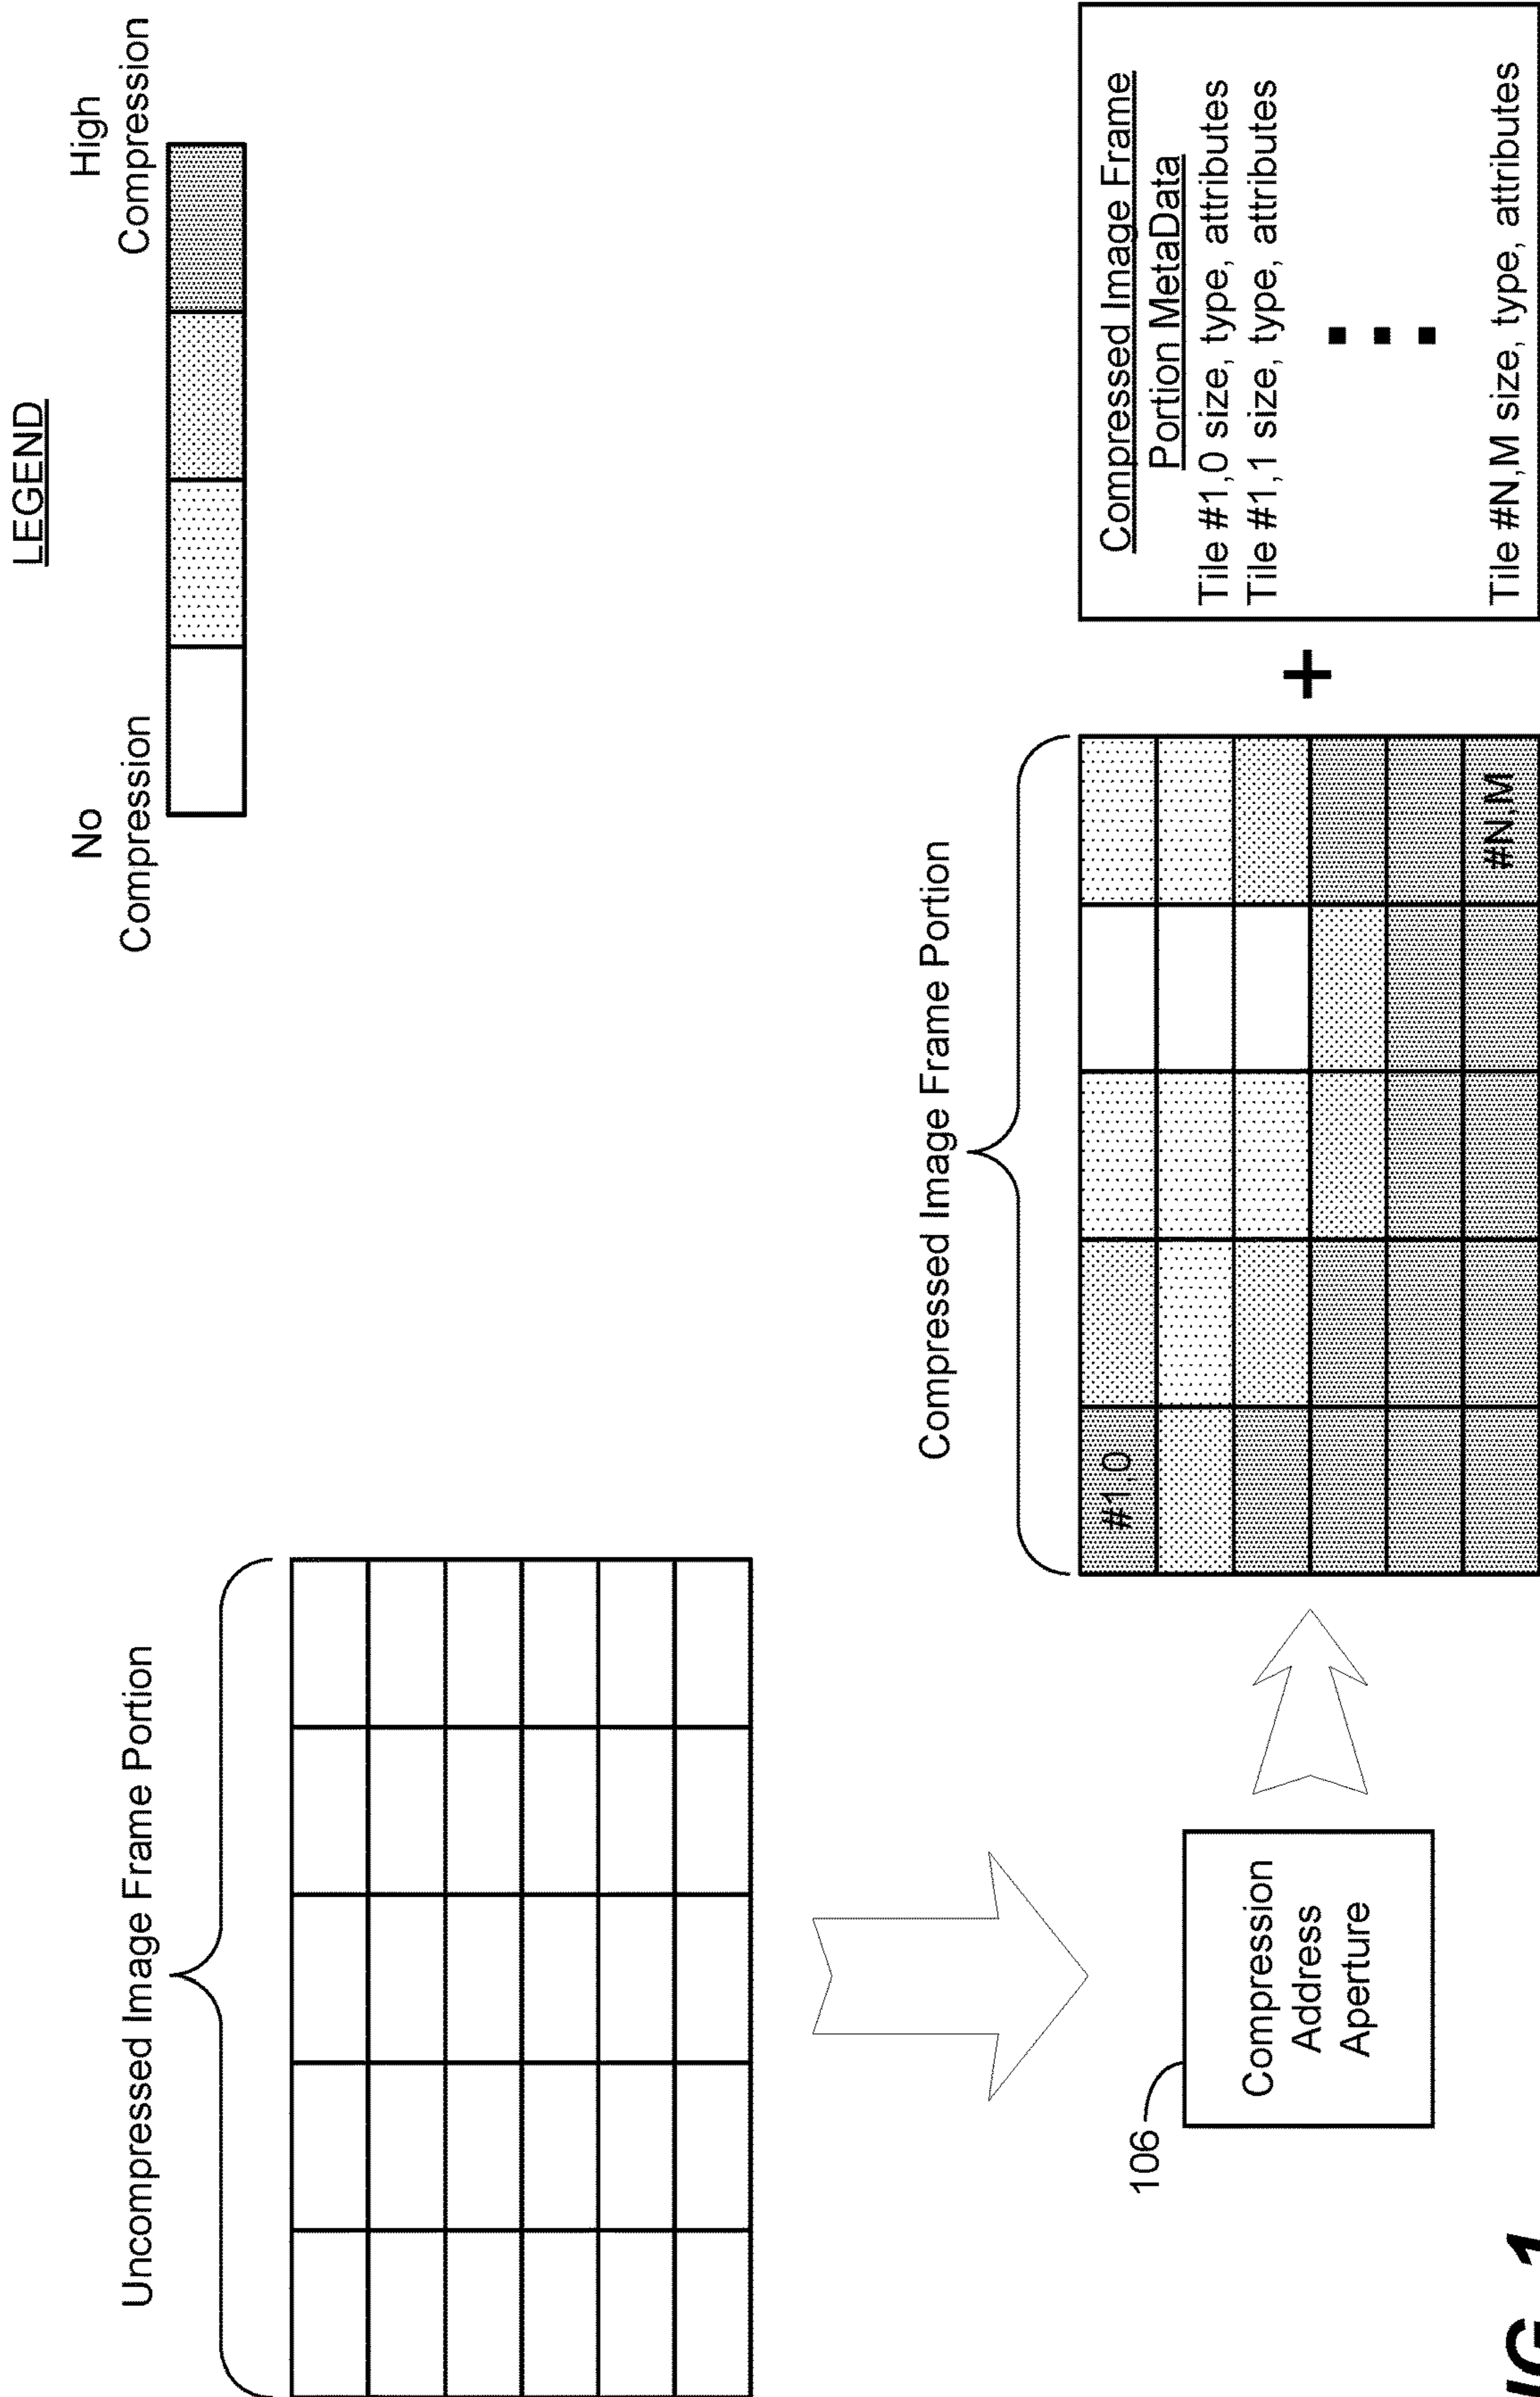 LEGEND
No
Compression
High
Compression
Uncompressed Image Frame Portion
106
Compression
Address
Aperture
Compressed Image Frame Portion
#1,0
#N,M
+
Compressed Image Frame
Portion MetaData
Tile #1,0 size, type, attributes
Tile #1,1 size, type, attributes
Tile #N,M size, type, attributes